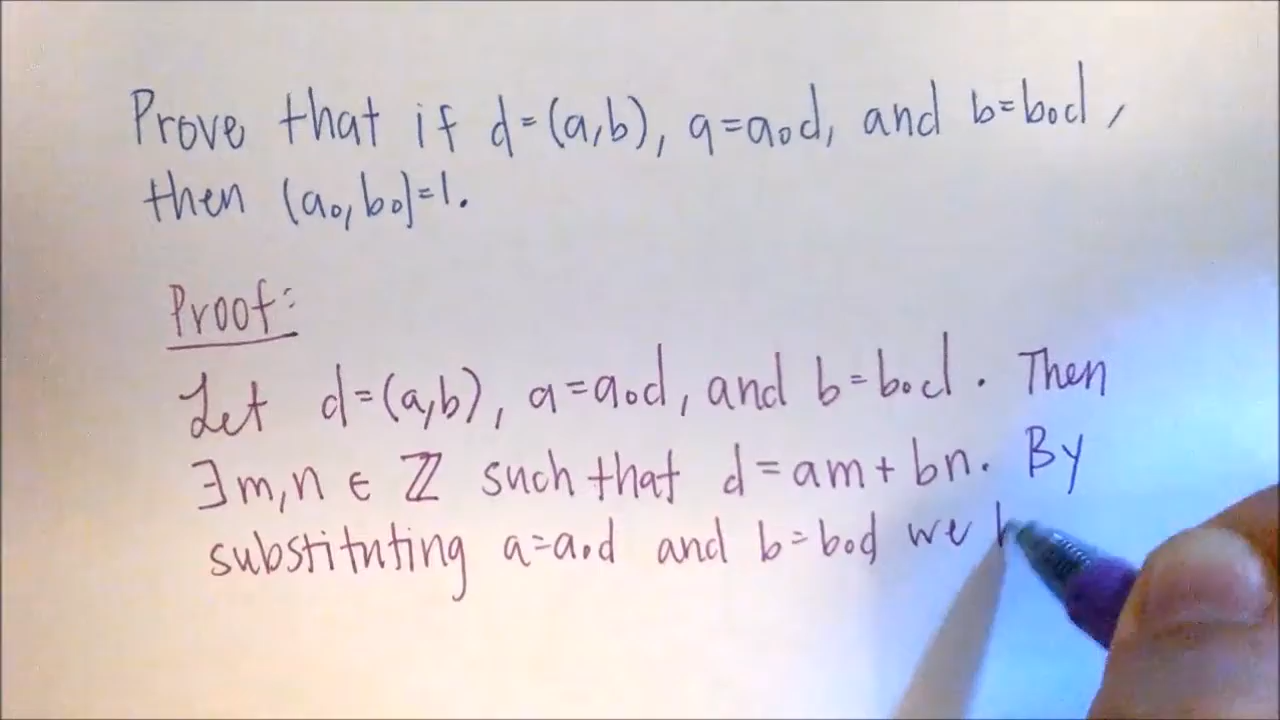 Prove that if d=(a,b), a=a₀d, and b=b₀d,
then (a₀,b₀)=1.
Proof:
Let d=(a,b), a=a₀d, and b=b₀d. Then
∃m,n ∈ ℤ such that d=am+bn. By
substituting a=a₀d and b=b₀d we